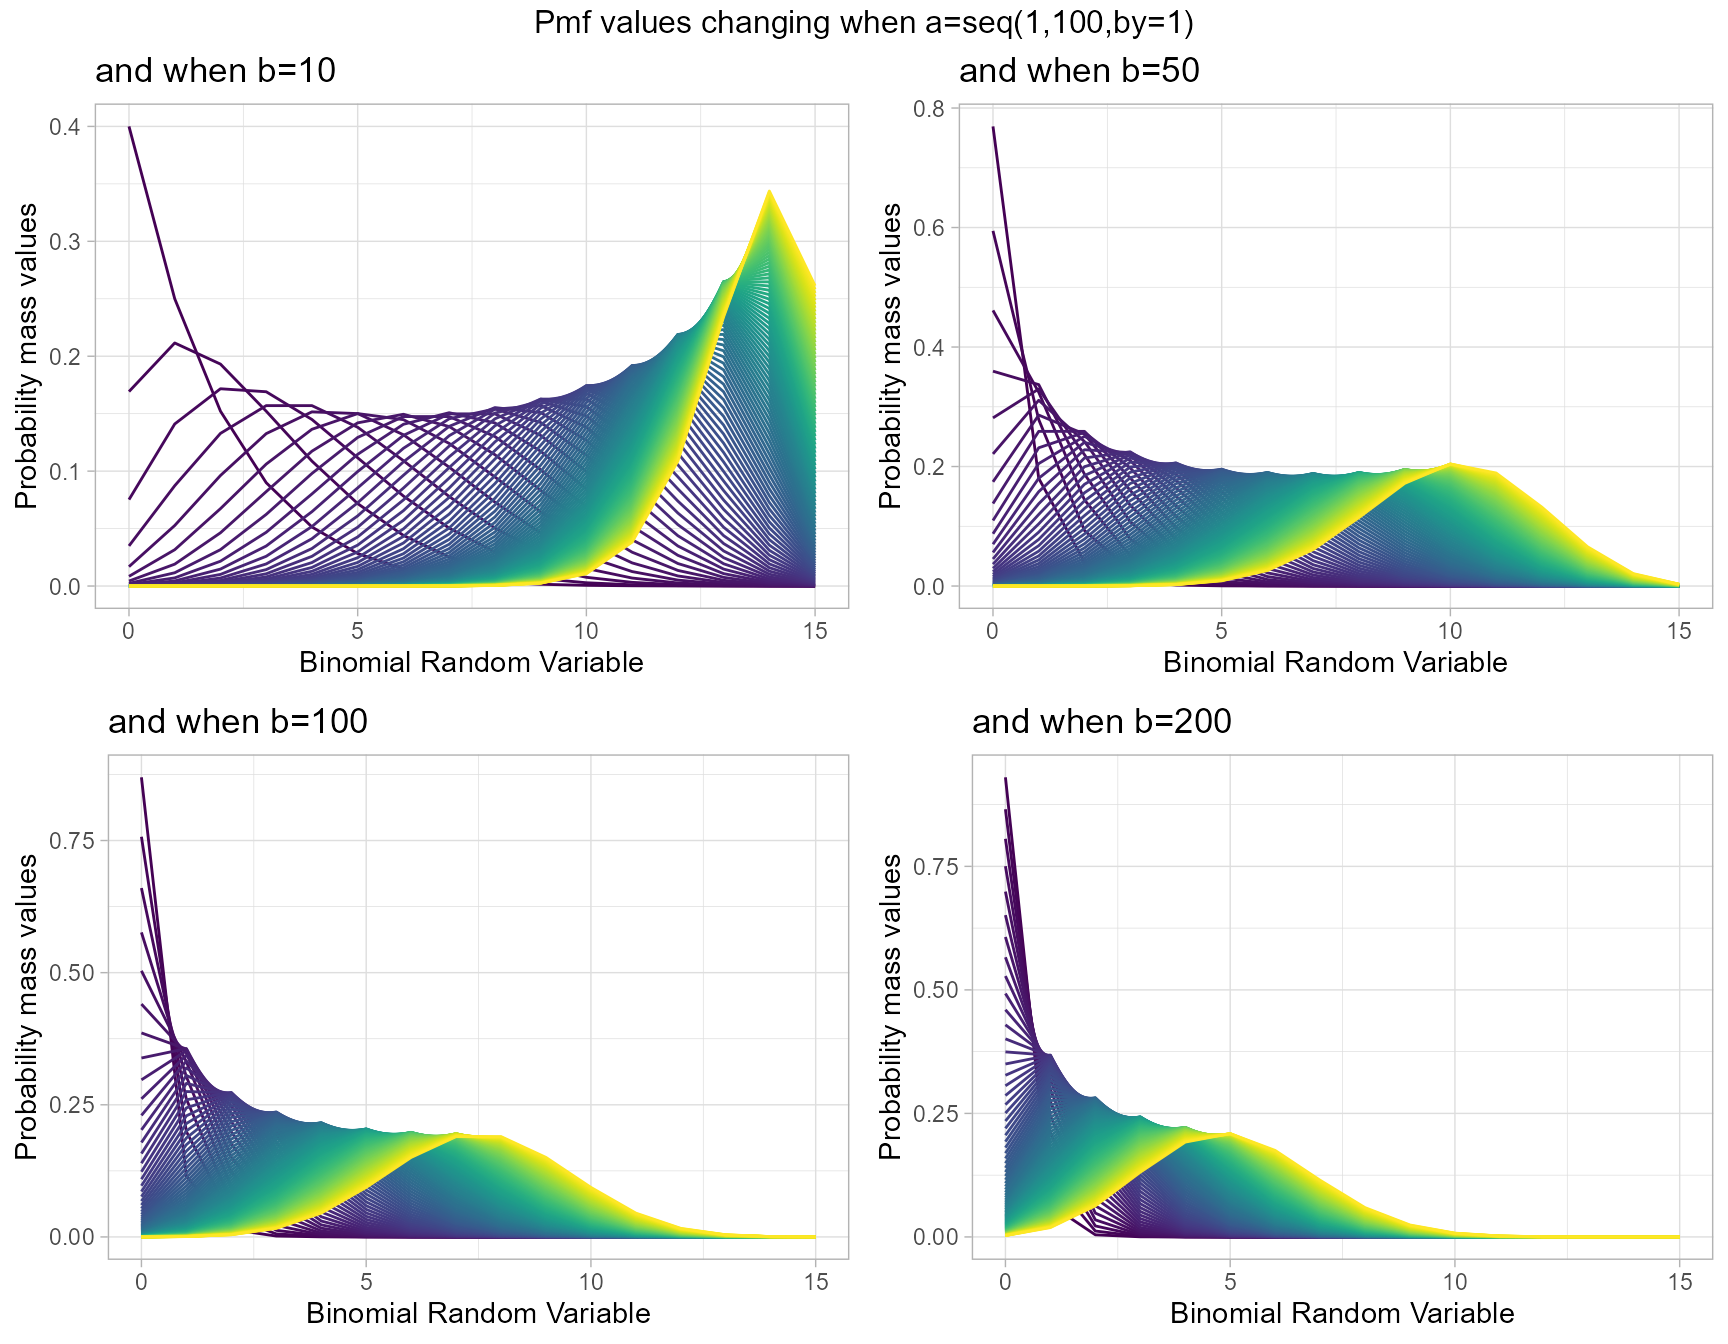 Pmf values changing when a=seq(1,100,by=1)
and when b=10
Probability mass values
0.4
0.3
0.2
0.1
0.0
0 5 10 15
Binomial Random Variable
and when b=50
Probability mass values
0.8
0.6
0.4
0.2
0.0
0 5 10 15
Binomial Random Variable
and when b=100
Probability mass values
0.75
0.50
0.25
0.00
0 5 10 15
Binomial Random Variable
and when b=200
Probability mass values
0.75
0.50
0.25
0.00
0 5 10 15
Binomial Random Variable